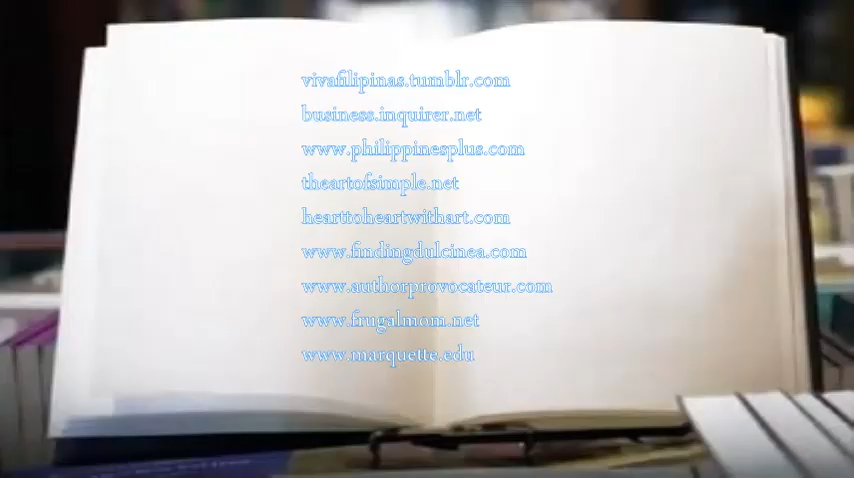 vivafilipinas.tumblr.com
business.inquirer.net
www.philippinesplus.com
theartofsimple.net
hearttoheartwithart.com
www.findingdulcinea.com
www.authorprovocateur.com
www.frugalmom.net
www.marquette.edu